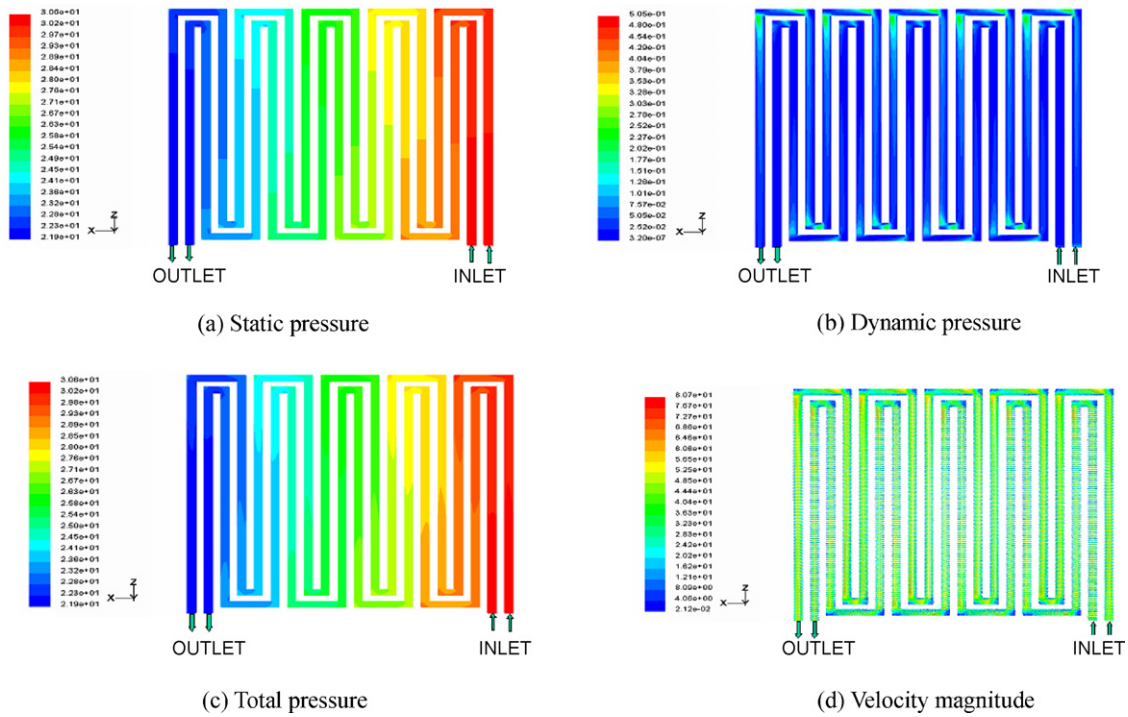 3.06e+01
3.02e+01
2.97e+01
2.93e+01
2.89e+01
2.84e+01
2.80e+01
2.76e+01
2.71e+01
2.67e+01
2.63e+01
2.58e+01
2.54e+01
2.49e+01
2.45e+01
2.41e+01
2.36e+01
2.32e+01
2.28e+01
2.23e+01
2.19e+01
X
Z
OUTLET
INLET
(a) Static pressure
5.05e-01
4.80e-01
4.54e-01
4.29e-01
4.04e-01
3.79e-01
3.53e-01
3.28e-01
3.03e-01
2.78e-01
2.52e-01
2.27e-01
2.02e-01
1.77e-01
1.51e-01
1.26e-01
1.01e-01
7.57e-02
5.05e-02
2.52e-02
3.20e-07
X
Z
OUTLET
INLET
(b) Dynamic pressure
3.06e+01
3.02e+01
2.98e+01
2.93e+01
2.89e+01
2.84e+01
2.80e+01
2.76e+01
2.71e+01
2.67e+01
2.63e+01
2.58e+01
2.54e+01
2.50e+01
2.45e+01
2.41e+01
2.36e+01
2.32e+01
2.28e+01
2.23e+01
2.19e+01
X
Z
OUTLET
INLET
(c) Total pressure
8.07e+01
7.67e+01
7.27e+01
6.86e+01
6.46e+01
6.06e+01
5.65e+01
5.25e+01
4.85e+01
4.44e+01
4.04e+01
3.63e+01
3.23e+01
2.83e+01
2.42e+01
2.02e+01
1.62e+01
1.21e+01
8.09e+00
4.06e+00
2.12e-02
X
Z
OUTLET
INLET
(d) Velocity magnitude